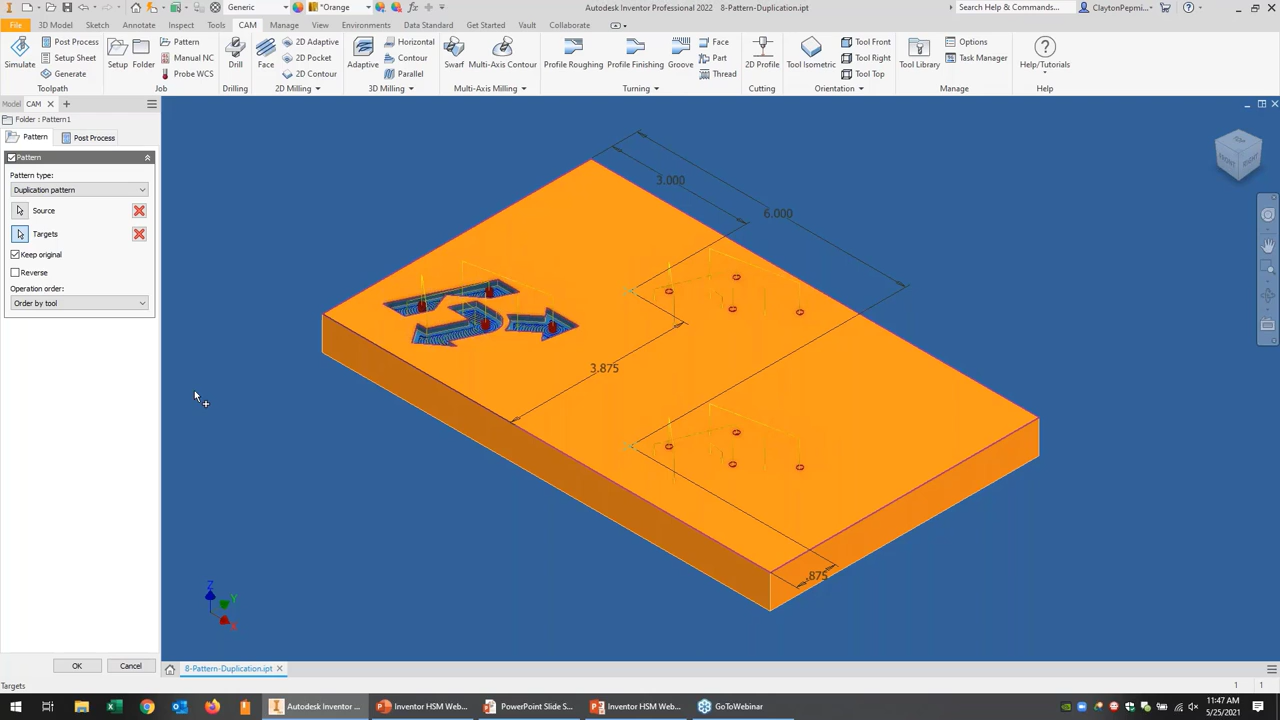 Generic
*Orange
Autodesk Inventor Professional 2022   8-Pattern-Duplication.ipt
Search Help & Commands...
ClaytonPepmi...
File
3D Model
Sketch
Annotate
Inspect
Tools
CAM
Manage
View
Environments
Data Standard
Get Started
Vault
Collaborate
Simulate
Post Process
Setup Sheet
Generate
Toolpath
Setup
Folder
Pattern
Manual NC
Probe WCS
Job
Drill
Drilling
Face
2D Adaptive
2D Pocket
2D Contour
2D Milling
Adaptive
Horizontal
Contour
Parallel
3D Milling
Swarf
Multi-Axis Contour
Multi-Axis Milling
Profile Roughing
Profile Finishing
Groove
Face
Part
Thread
Turning
2D Profile
Cutting
Tool Isometric
Tool Front
Tool Right
Tool Top
Orientation
Tool Library
Options
Task Manager
Manage
Help/Tutorials
Help
Model
CAM
Folder : Pattern1
Pattern
Post Process
Pattern
Pattern type:
Duplication pattern
Source
Targets
Keep original
Reverse
Operation order:
Order by tool
OK
Cancel
3.000
6.000
3.875
.875
FRONT
RIGHT
Z
Y
X
8-Pattern-Duplication.ipt
Targets
1
1
Autodesk Inventor ...
Inventor HSM Web...
PowerPoint Slide S...
Inventor HSM Web...
GoToWebinar
11:47 AM
5/25/2021